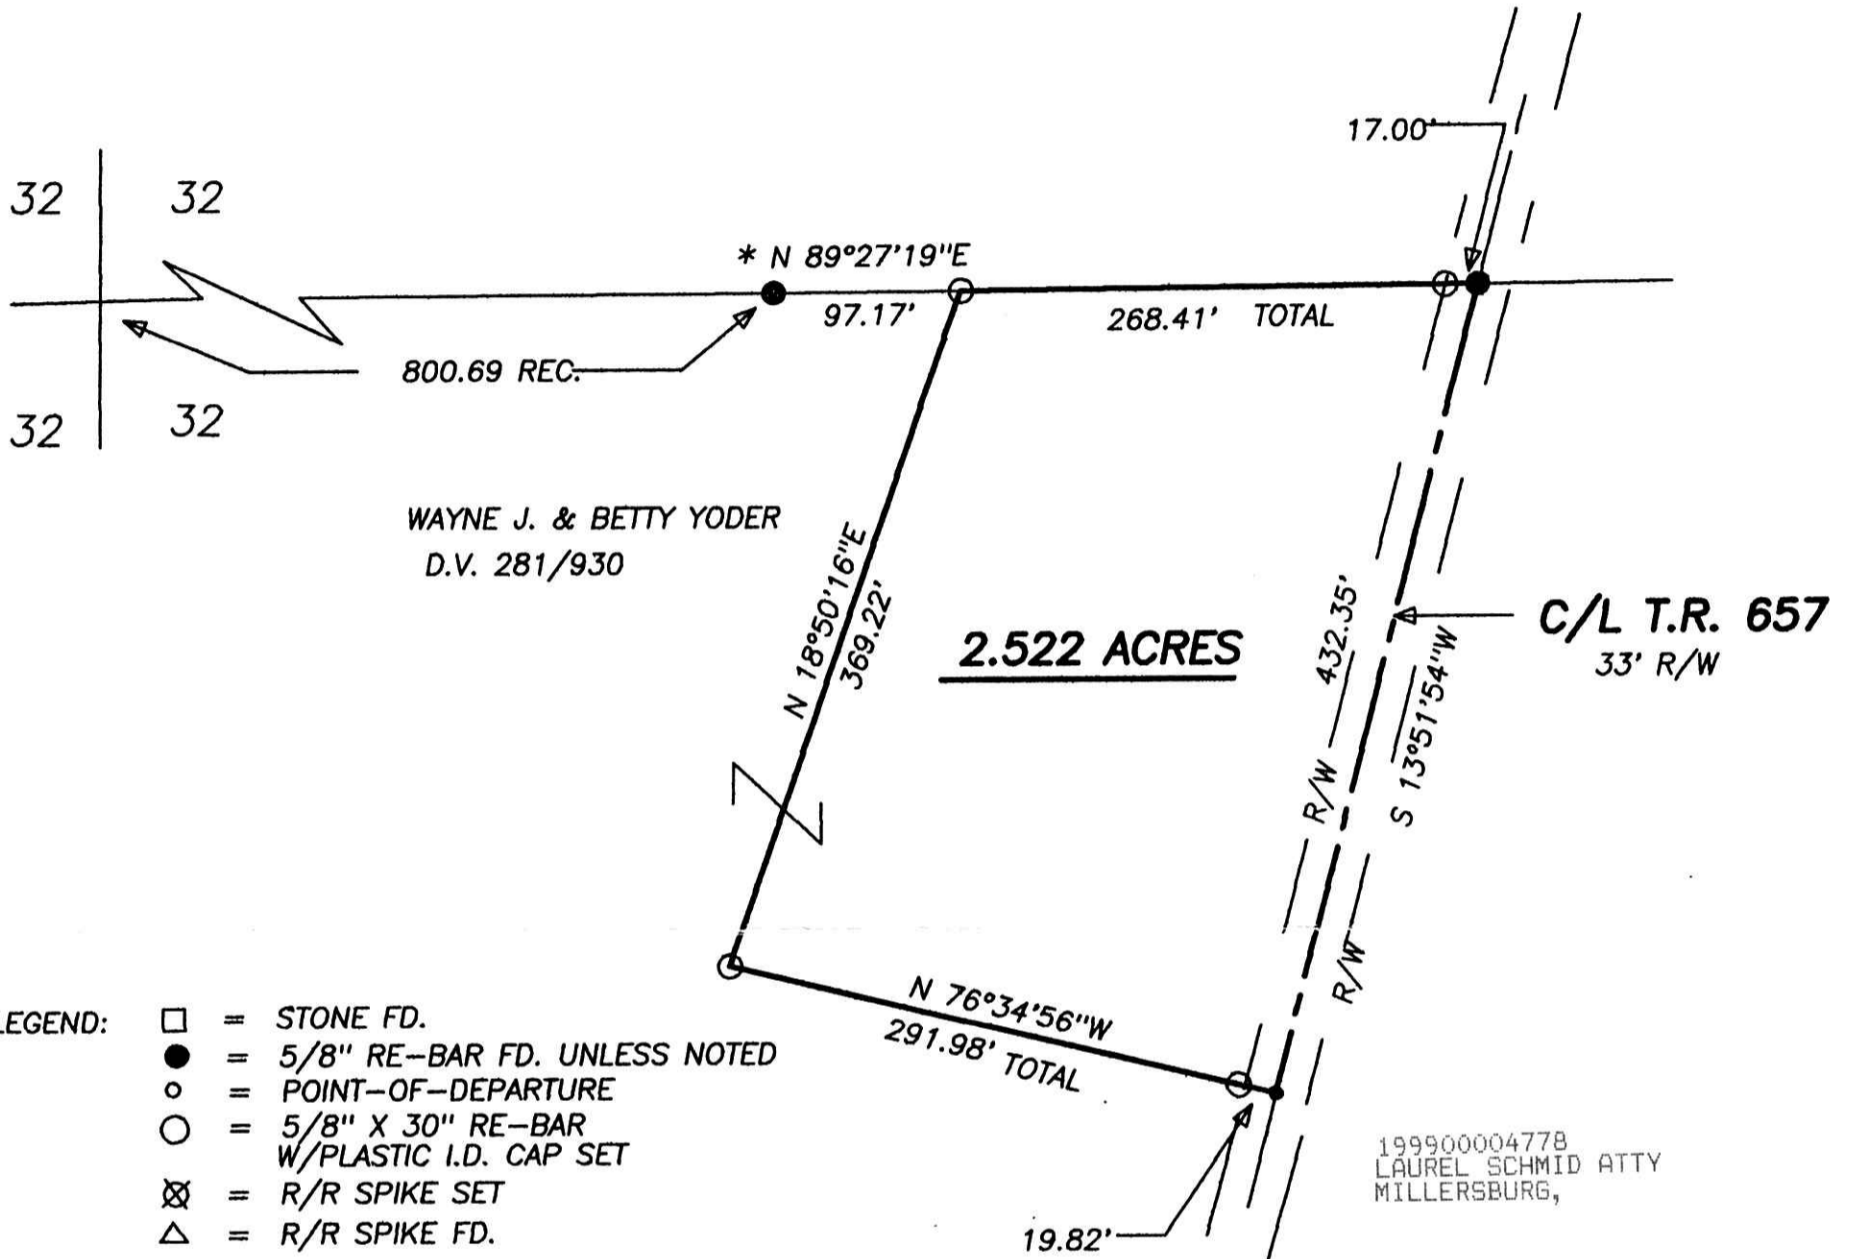 17.00'
32 32
* N 89°27'19"E
97.17'
268.41' TOTAL
800.69 REC.
32 32
WAYNE J. & BETTY YODER
D.V. 281/930
N 18°50'16"E
369.22'
2.522 ACRES
432.35'
C/L T.R. 657
33' R/W
S 13°51'54"W
R/W
R/W
N 76°34'56"W
291.98' TOTAL
LEGEND:
□ = STONE FD.
● = 5/8" RE-BAR FD. UNLESS NOTED
○ = POINT-OF-DEPARTURE
○ = 5/8" X 30" RE-BAR
W/PLASTIC I.D. CAP SET
= R/R SPIKE SET
△ = R/R SPIKE FD.
19.82'
199900004778
LAUREL SCHMID ATTY
MILLERSBURG,